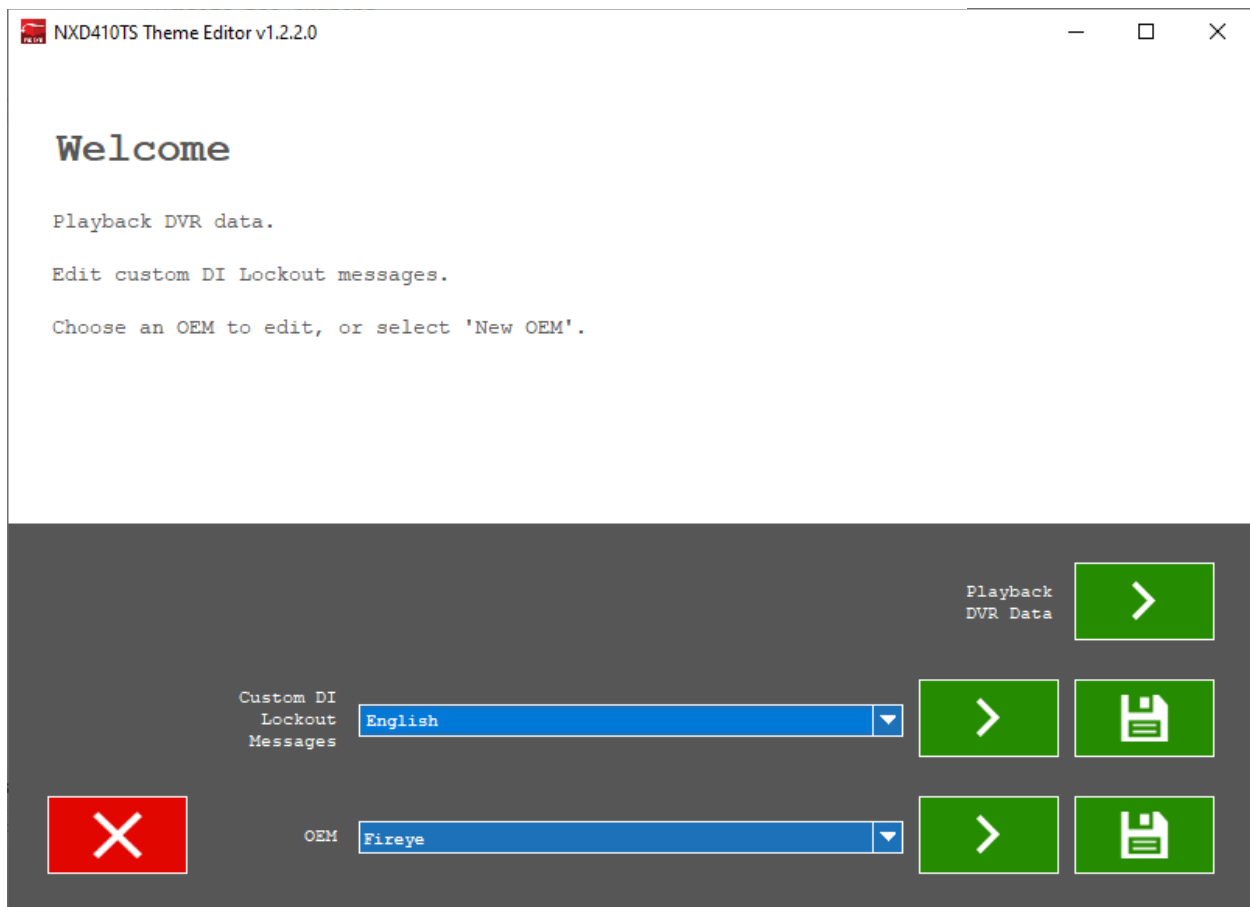 NXD410TS Theme Editor v1.2.2.0
Welcome
Playback DVR data.
Edit custom DI Lockout messages.
Choose an OEM to edit, or select 'New OEM'.
Playback
DVR Data
Custom DI
Lockout
Messages
English
OEM
Fireye